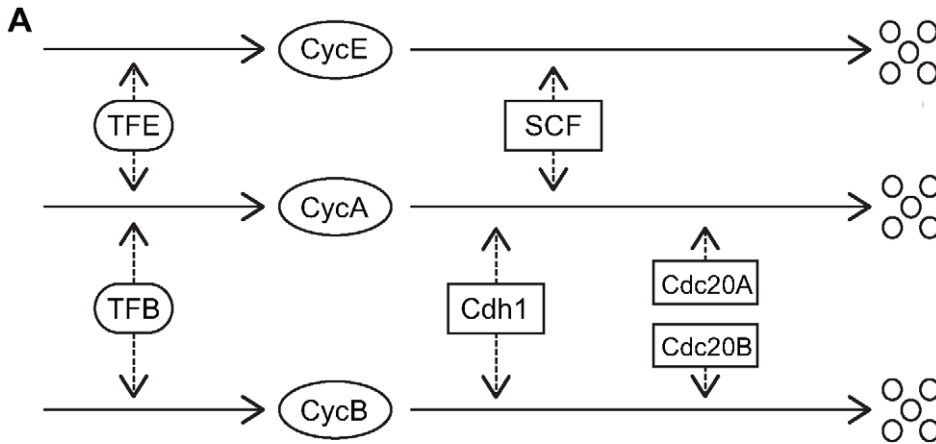 A
CycE
TFE
SCF
CycA
Cdc20A
TFB
Cdh1
Cdc20B
CycB